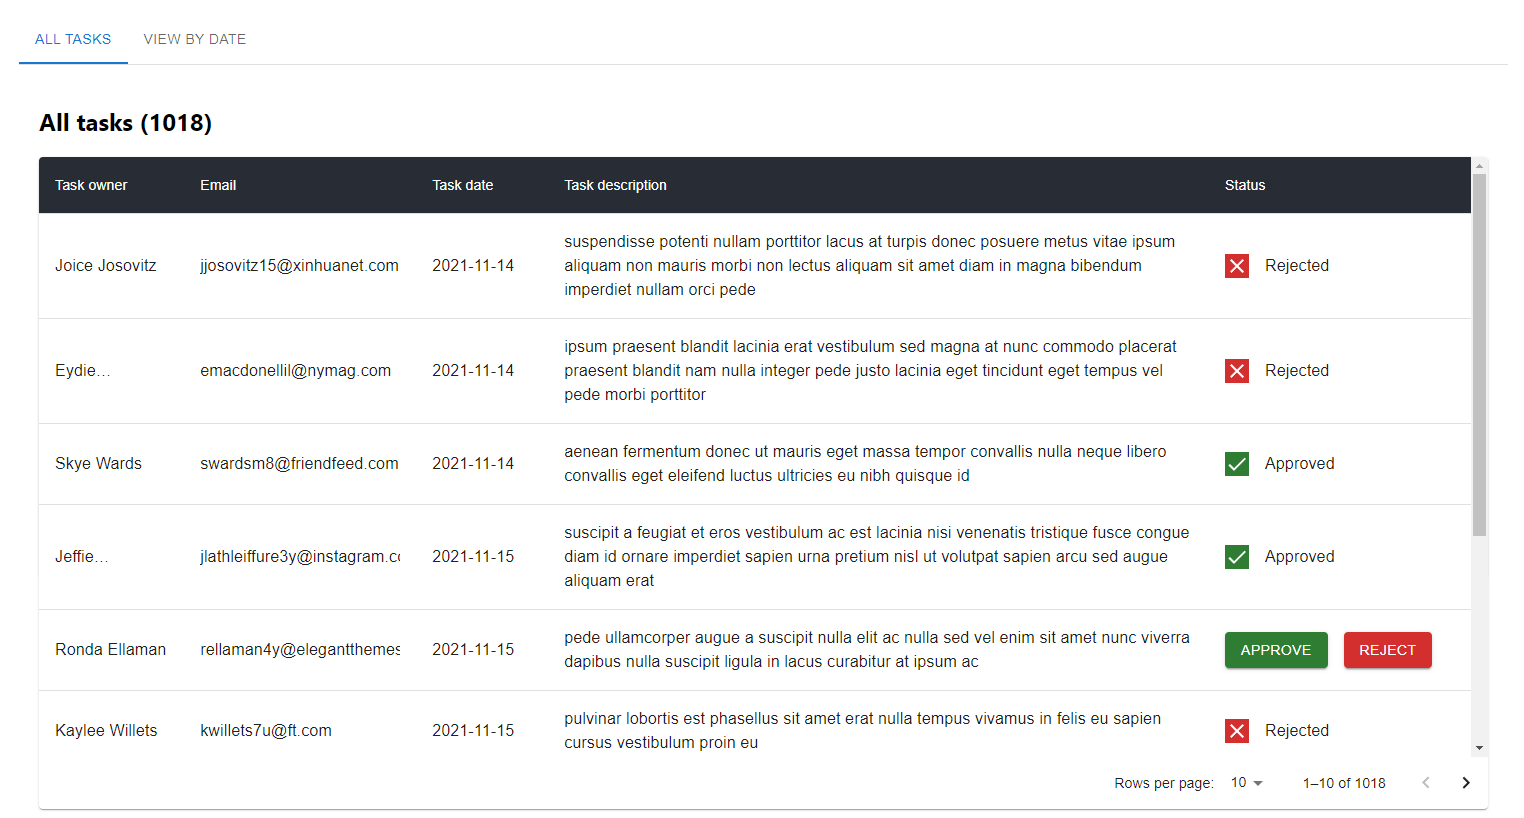 ALL TASKS VIEW BY DATE
All tasks (1018)
Task owner Email Task date Task description Status
suspendisse potenti nullam porttitor lacus at turpis donec posuere metus vitae ipsum
Joice Josovitz jjosovitz15@xinhuanet.com 2021-11-14 aliquam non mauris morbi non lectus aliquam sit amet diam in magna bibendum Rejected
imperdiet nullam orci pede
ipsum praesent blandit lacinia erat vestibulum sed magna at nunc commodo placerat
Eydie... emacdonellil@nymag.com 2021-11-14 praesent blandit nam nulla integer pede justo lacinia eget tincidunt eget tempus vel Rejected
pede morbi porttitor
aenean fermentum donec ut mauris eget massa tempor convallis nulla neque libero
Skye Wards swardsm8@friendfeed.com 2021-11-14 Approved
convallis eget eleifend luctus ultricies eu nibh quisque id
suscipit a feugiat et eros vestibulum ac est lacinia nisi venenatis tristique fusce congue
Jeffie... jlathleiffure3y@instagram.co 2021-11-15 diam id ornare imperdiet sapien urna pretium nisl ut volutpat sapien arcu sed augue Approved
aliquam erat
pede ullamcorper augue a suscipit nulla elit ac nulla sed vel enim sit amet nunc viverra
Ronda Ellaman rellaman4y@elegantthemes 2021-11-15 APPROVE REJECT
dapibus nulla suscipit ligula in lacus curabitur at ipsum ac
pulvinar lobortis est phasellus sit amet erat nulla tempus vivamus in felis eu sapien
Kaylee Willets kwillets7u@ft.com 2021-11-15 Rejected
cursus vestibulum proin eu
Rows per page: 10 1–10 of 1018